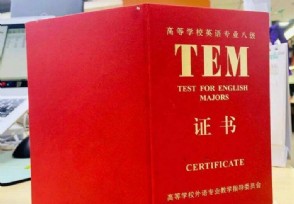 高等学校英语专业八级
TEM
TEST FOR ENGLISH
MAJORS
证书
CERTIFICATE
高等学校外语专业教学指导委员会